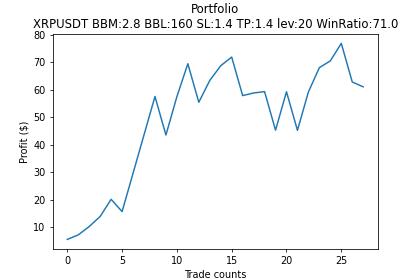 Portfolio
XRPUSDT BBM:2.8 BBL:160 SL:1.4 TP:1.4 lev:20 WinRatio:71.0
80
70
60
50
40
30
20
10
Profit ($)
0 5 10 15 20 25
Trade counts